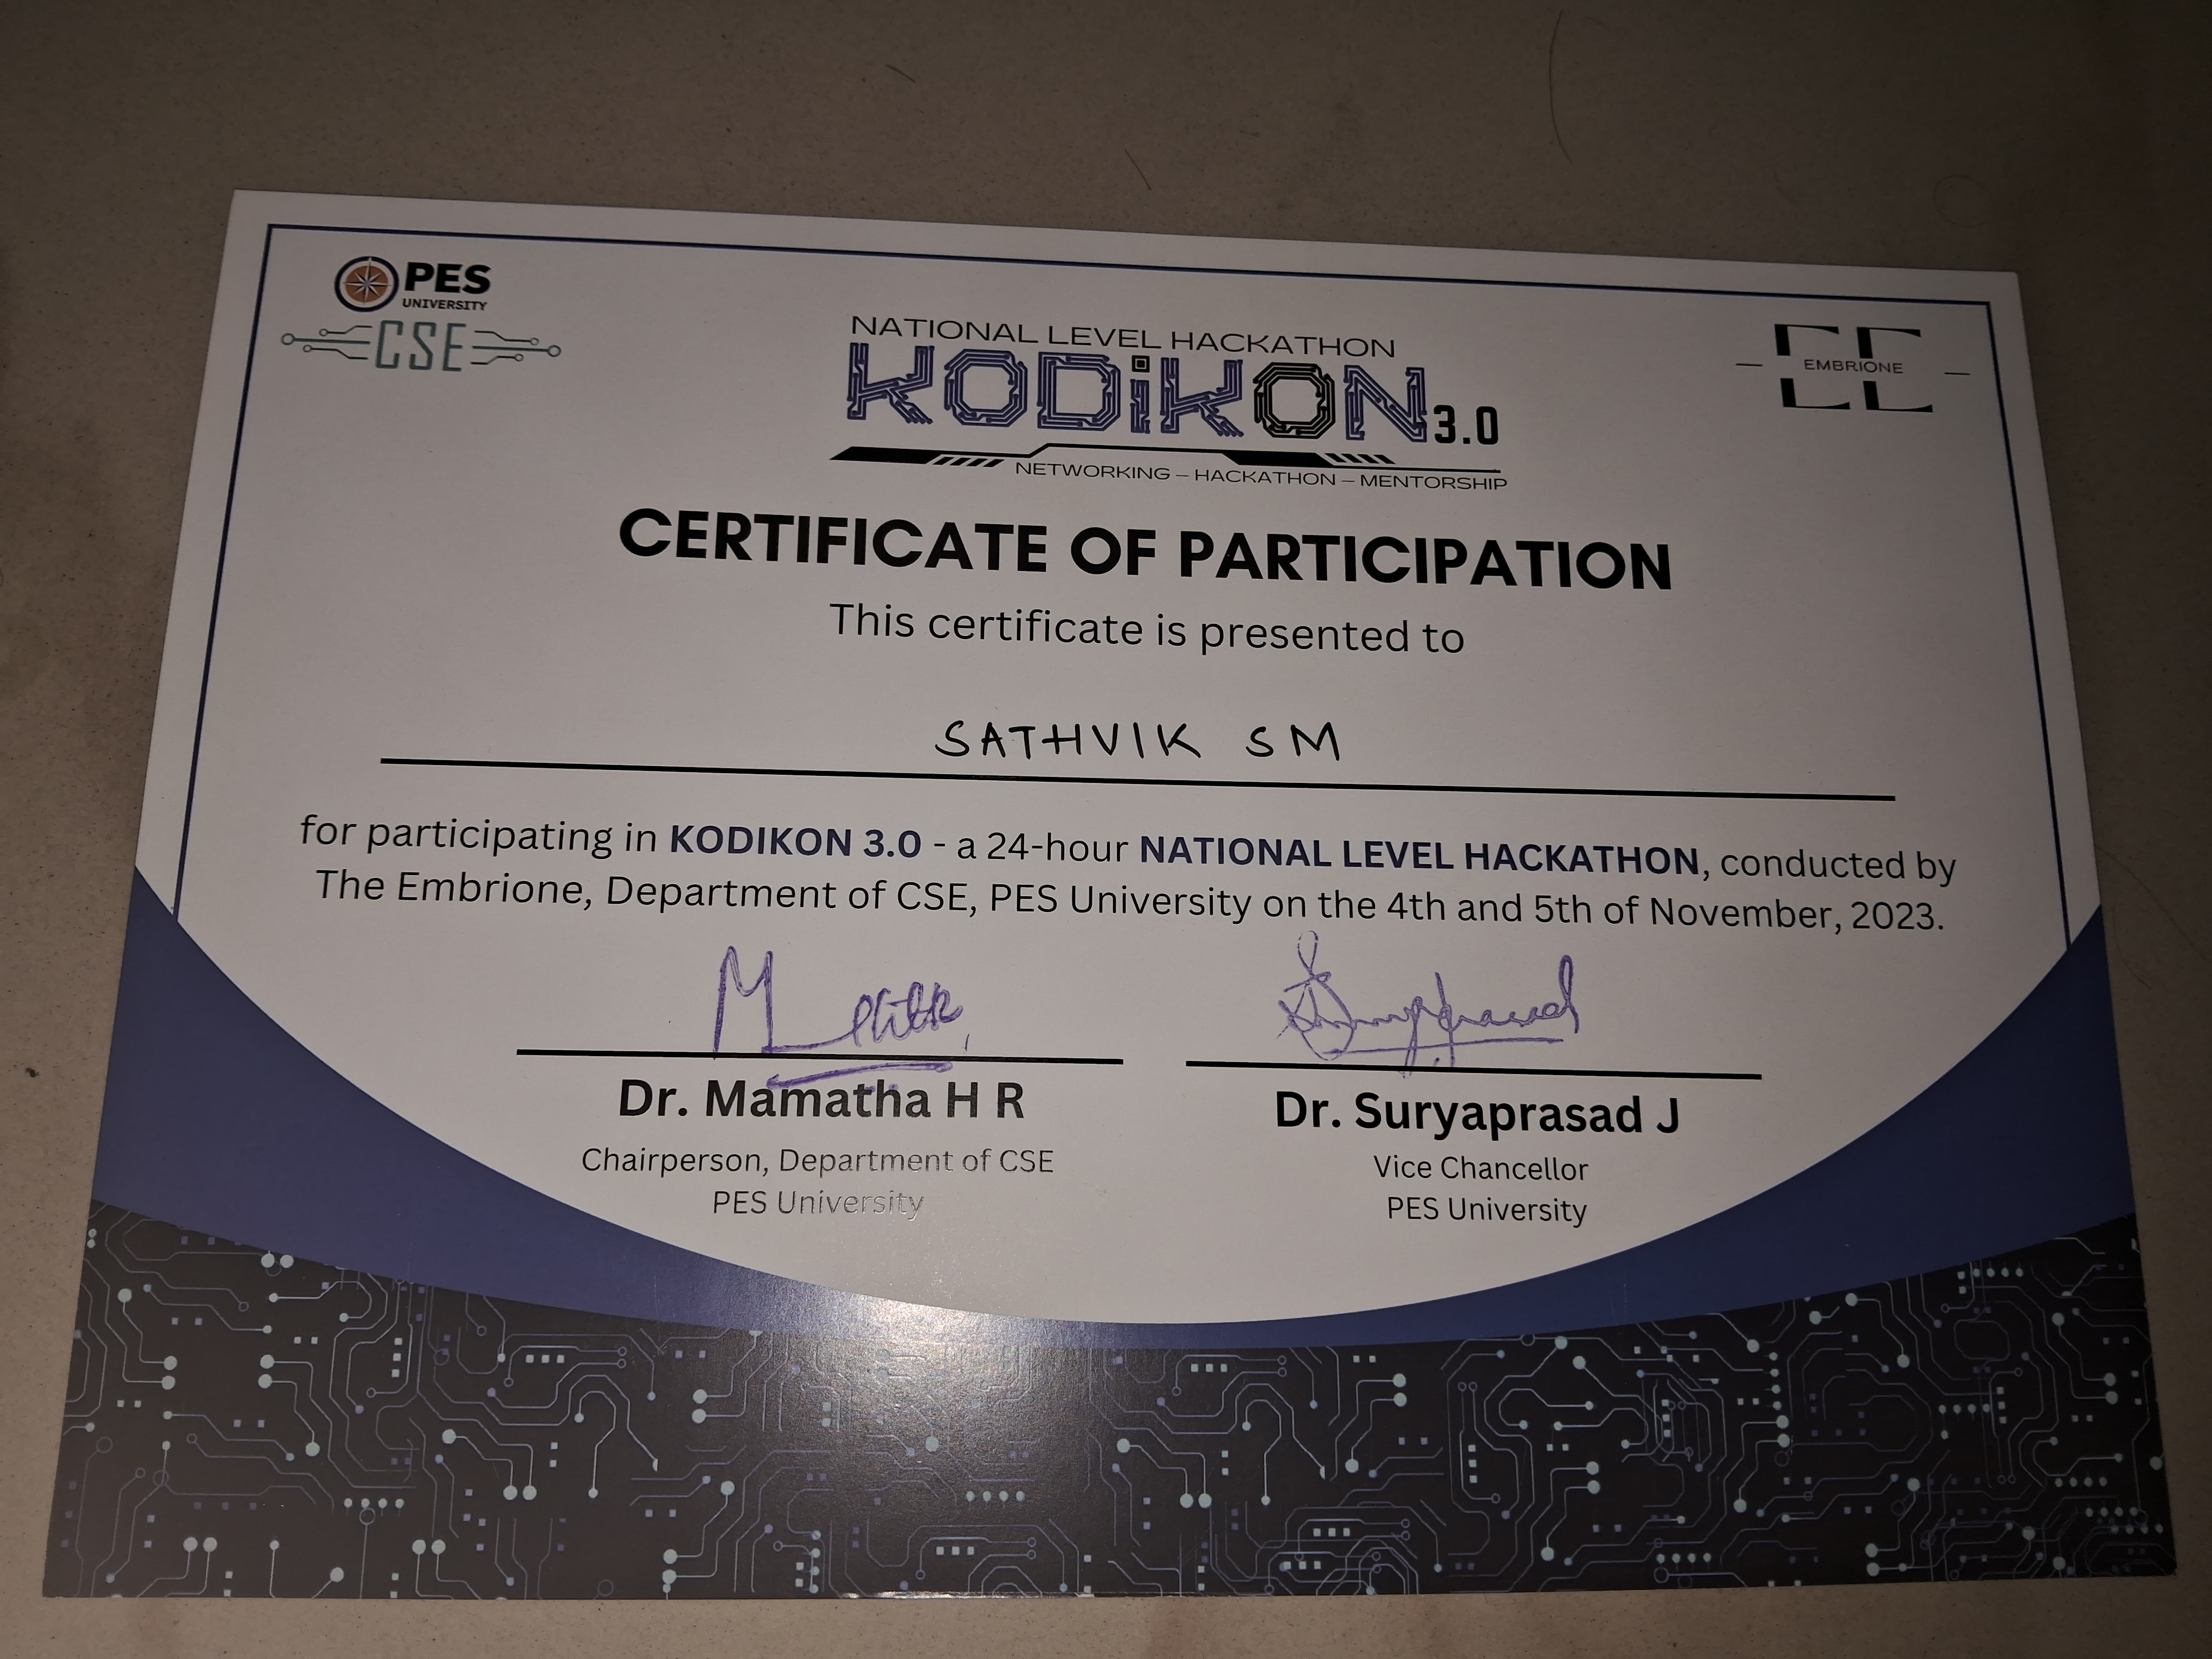 PES
UNIVERSITY
CSE
NATIONAL LEVEL HACKATHON
KODiKON 3.0
NETWORKING – HACKATHON – MENTORSHIP
EMBRIONE
CERTIFICATE OF PARTICIPATION
This certificate is presented to
SATHVIK SM
for participating in KODIKON 3.0 - a 24-hour NATIONAL LEVEL HACKATHON, conducted by
The Embrione, Department of CSE, PES University on the 4th and 5th of November, 2023.
Dr. Mamatha H R
Chairperson, Department of CSE
PES University
Dr. Suryaprasad J
Vice Chancellor
PES University